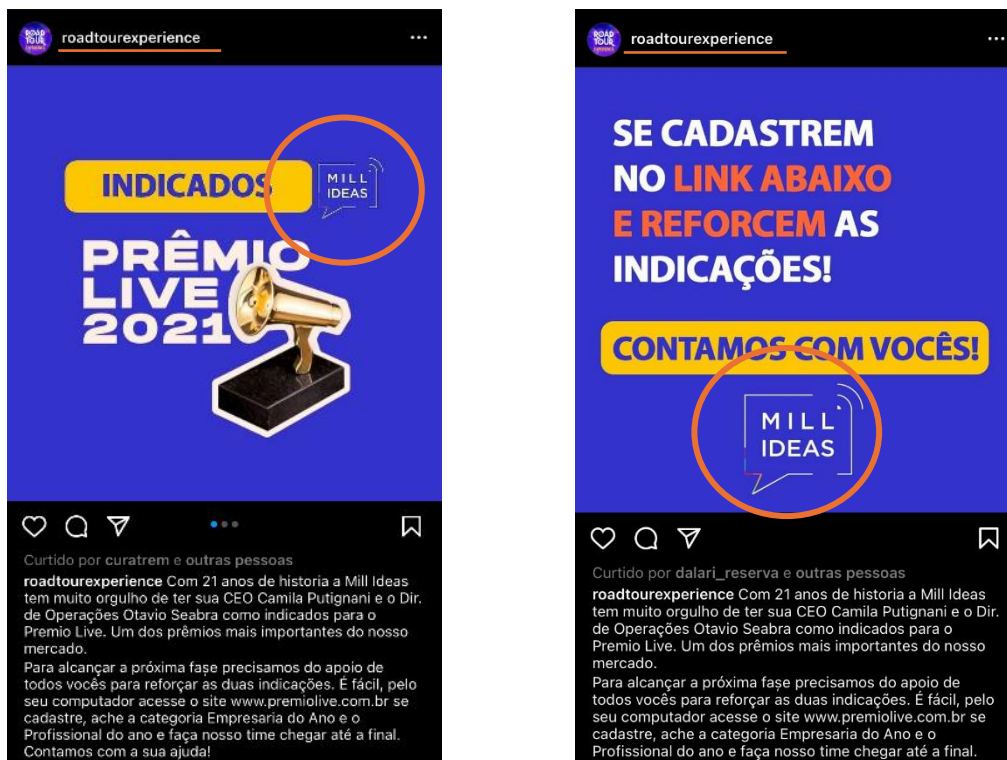 ROAD
TOUR
roadtourexperience
INDICADOS
MILL
IDEAS
PRÊMIO
LIVE
2021
Curtido por curatrem e outras pessoas
roadtourexperience Com 21 anos de historia a Mill Ideas
tem muito orgulho de ter sua CEO Camila Putignani e o Dir.
de Operações Otavio Seabra como indicados para o
Premio Live. Um dos prêmios mais importantes do nosso
mercado.
Para alcançar a próxima fase precisamos do apoio de
todos vocês para reforçar as duas indicações. É fácil, pelo
seu computador acesse o site www.premiolive.com.br se
cadastre, ache a categoria Empresaria do Ano e o
Profissional do ano e faça nosso time chegar até a final.
Contamos com a sua ajuda!
ROAD
TOUR
roadtourexperience
SE CADASTREM
NO LINK ABAIXO
E REFORCEM AS
INDICAÇÕES!
CONTAMOS COM VOCÊS!
MILL
IDEAS
Curtido por dalari_reserva e outras pessoas
roadtourexperience Com 21 anos de historia a Mill Ideas
tem muito orgulho de ter sua CEO Camila Putignani e o Dir.
de Operações Otavio Seabra como indicados para o
Premio Live. Um dos prêmios mais importantes do nosso
mercado.
Para alcançar a próxima fase precisamos do apoio de
todos vocês para reforçar as duas indicações. É fácil, pelo
seu computador acesse o site www.premiolive.com.br se
cadastre, ache a categoria Empresaria do Ano e o
Profissional do ano e faça nosso time chegar até a final.